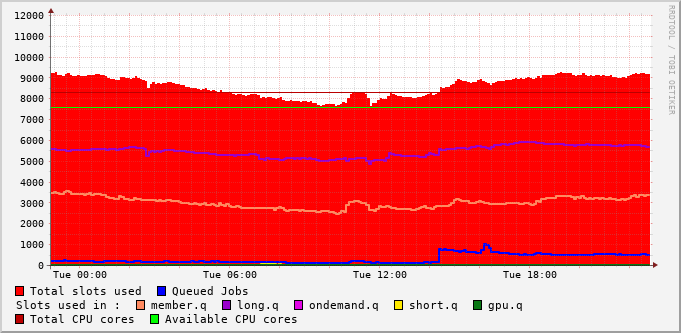 12000
11000
10000
9000
8000
7000
6000
5000
4000
3000
2000
1000
0
Tue 00:00 Tue 06:00 Tue 12:00 Tue 18:00
Total slots used Queued Jobs
Slots used in : member.q long.q ondemand.q short.q gpu.q
Total CPU cores Available CPU cores
RRDTOOL / TOBI OETIKER